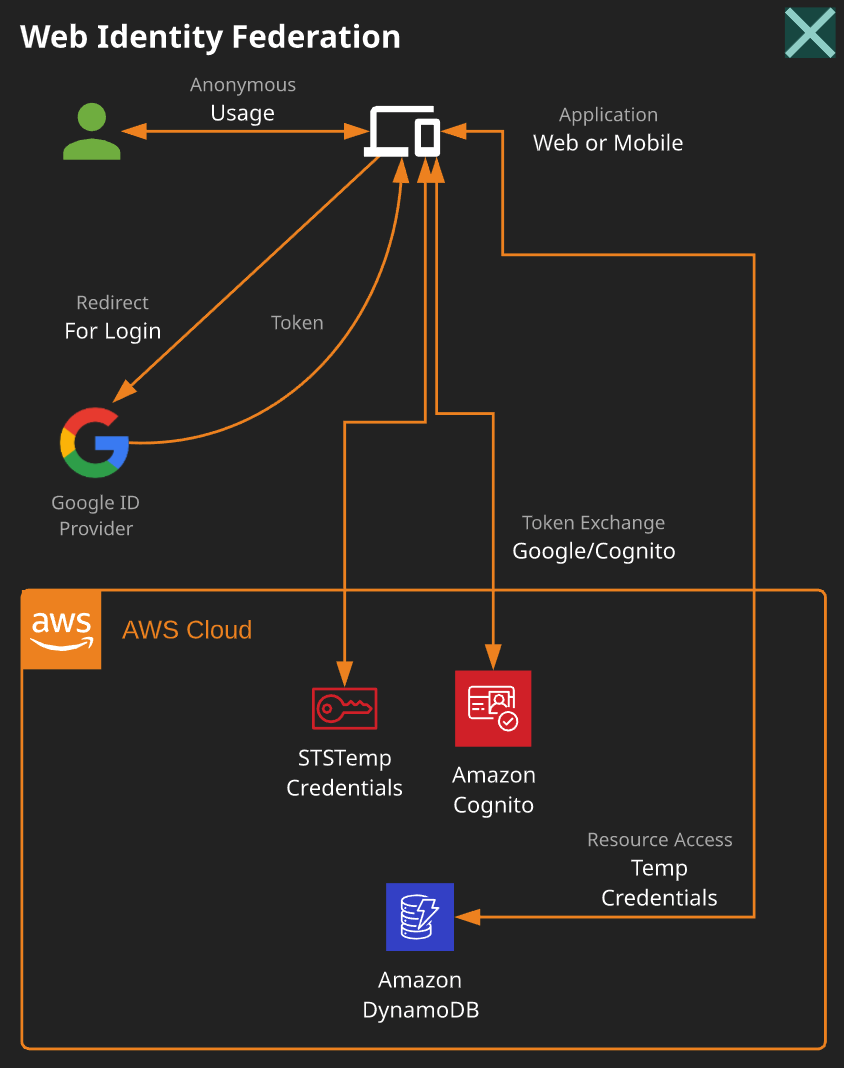 Web Identity Federation
Anonymous
Usage
Application
Web or Mobile
Redirect
For Login
Token
Google ID
Provider
Token Exchange
Google/Cognito
aws
AWS Cloud
STSTemp
Credentials
Amazon
Cognito
Resource Access
Temp
Credentials
Amazon
DynamoDB